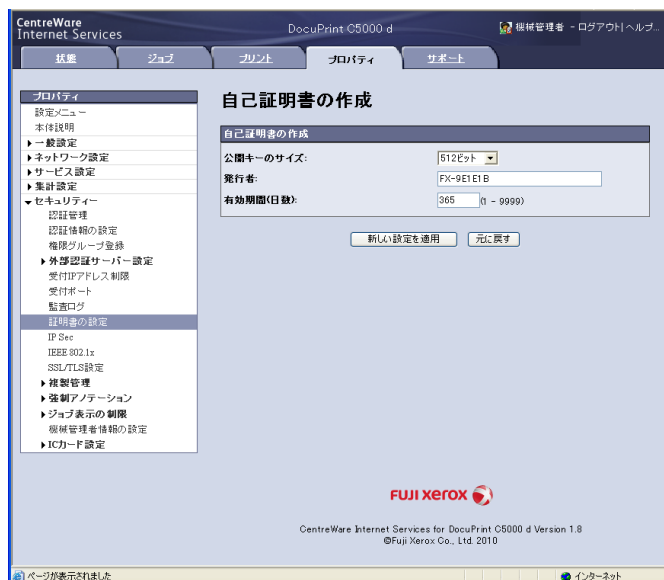 CentreWare
Internet Services
DocuPrint C5000 d
機械管理者 - ログアウト| ヘルプ...
状態 ジョブ プリント プロパティ サポート
プロパティ
設定メニュー
本体説明
一般設定
ネットワーク設定
サービス設定
集計設定
セキュリティー
認証管理
認証情報の設定
権限グループ登録
外部認証サーバー設定
受付IPアドレス制限
受付ポート
監査ログ
証明書の設定
IP Sec
IEEE 802.1x
SSL/TLS設定
複製管理
強制アノテーション
ジョブ表示の制限
機械管理者情報の設定
ICカード設定
自己証明書の作成
自己証明書の作成
公開キーのサイズ: 512ビット
発行者: FX-9E1E1B
有効期間(日数): 365 (1 - 9999)
新しい設定を適用 元に戻す
FUJI XEROX
CentreWare Internet Services for DocuPrint C5000 d Version 1.8
©Fuji Xerox Co., Ltd. 2010
ページが表示されました インターネット